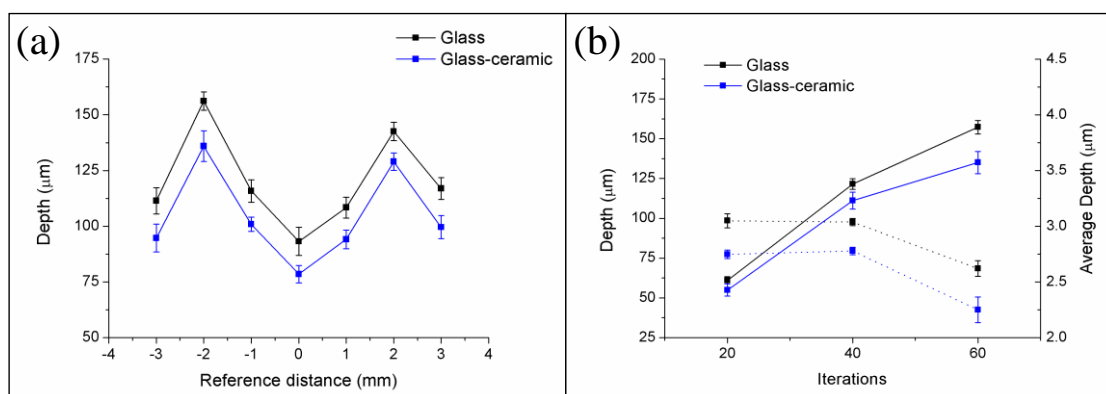 (a)
Glass
Glass-ceramic
175
150
125
100
75
50
Depth (μm)
-4 -3 -2 -1 0 1 2 3 4
Reference distance (mm)
(b)
Glass
Glass-ceramic
200
175
150
125
100
75
50
25
Depth (μm)
4.5
4.0
3.5
3.0
2.5
2.0
Average Depth (μm)
20 40 60
Iterations